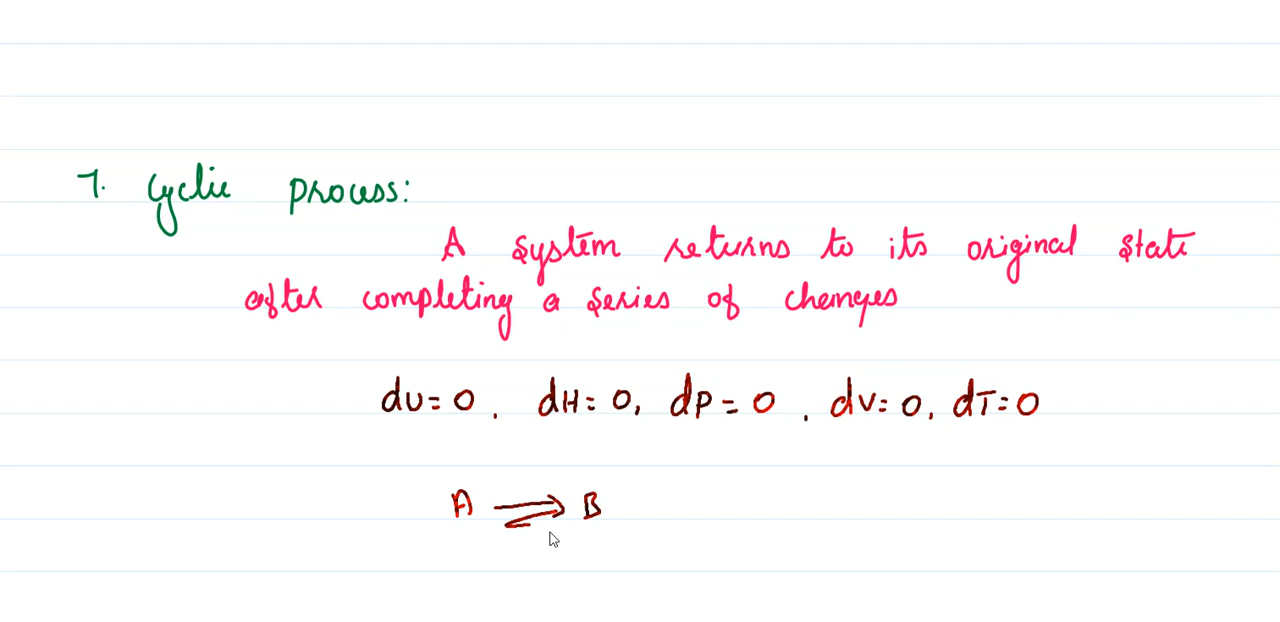 7. Cyclic process:
A system returns to its original state
after completing a series of changes
dU = 0 , dH = 0, dP = 0 , dV = 0, dT = 0
A ⇌ B